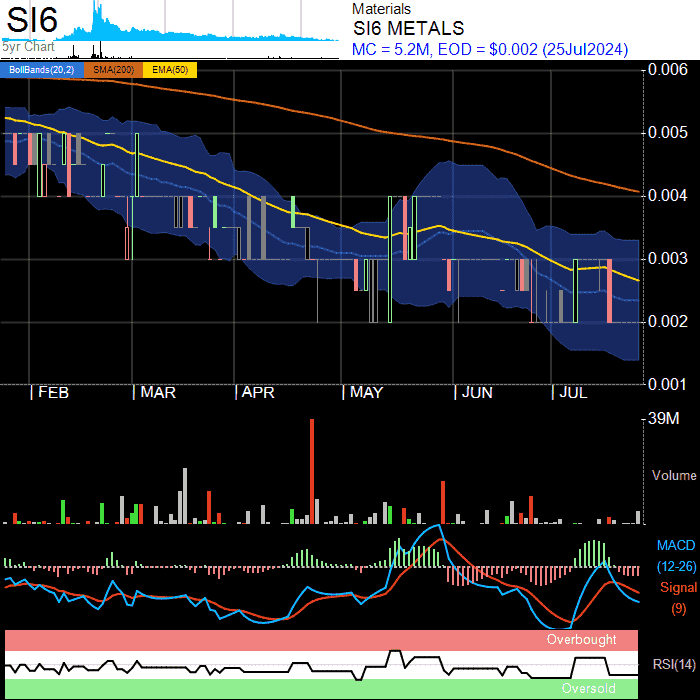 SI6
5yr Chart
Materials
SI6 METALS
MC = 5.2M, EOD = $0.002 (25Jul2024)
BollBands(20,2) SMA(200) EMA(50)
0.006
0.005
0.004
0.003
0.002
0.001
| FEB | MAR | APR | MAY | JUN | JUL
39M
Volume
MACD
(12-26)
Signal
(9)
Overbought
RSI(14)
Oversold